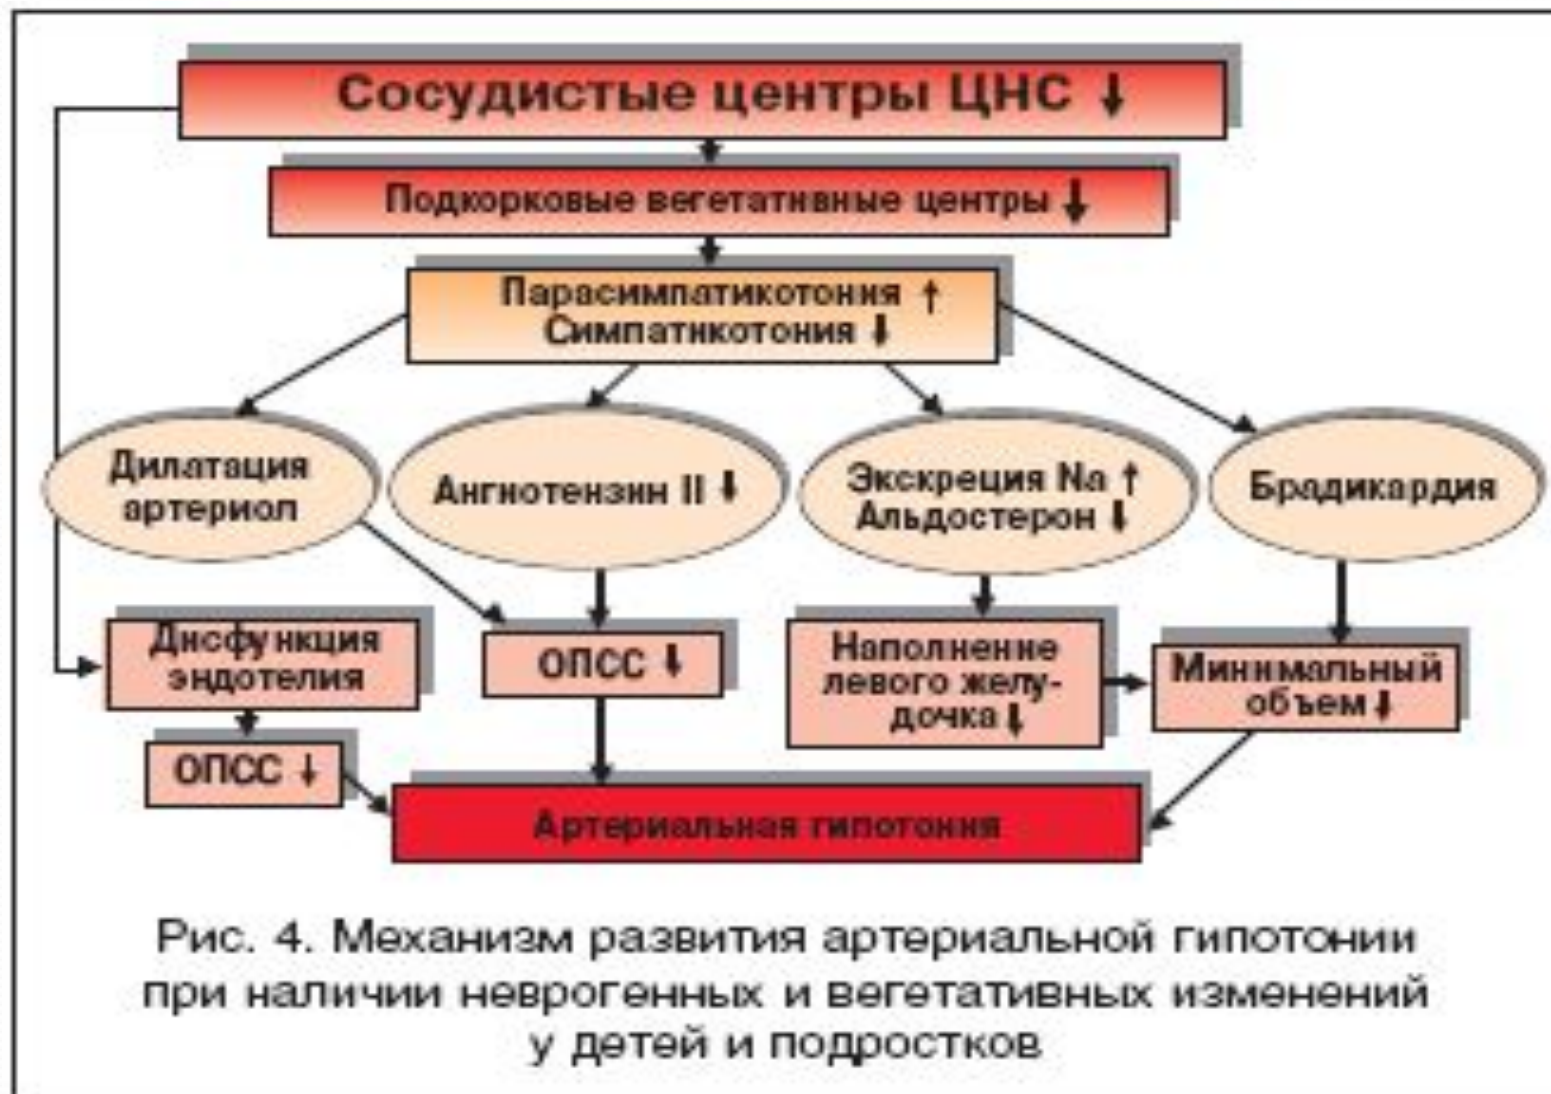 Сосудистые центры ЦНС ↓
Подкорковые вегетативные центры ↓
Парасимпатикотония ↑
Симпатикотония ↓
Дилатация
артериол
Ангиотензин II ↓
Экскреция Na ↑
Альдостерон ↓
Брадикардия
Дисфункция
эндотелия
ОПСС ↓
Наполнение
левого желу-
дочка ↓
Минимальный
объем ↓
ОПСС ↓
Артериальная гипотония
Рис. 4. Механизм развития артериальной гипотонии
при наличии неврогенных и вегетативных изменений
у детей и подростков